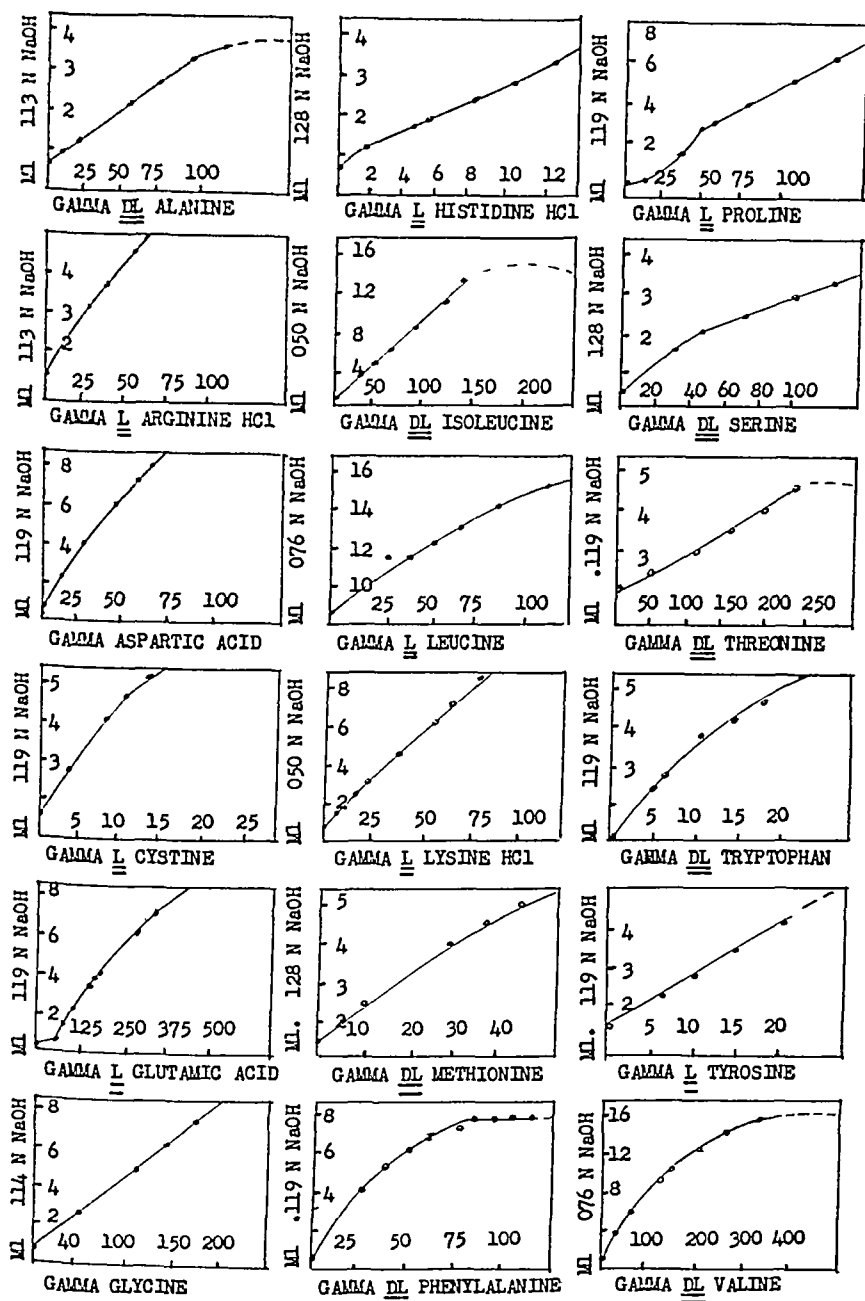 Ml 113 N NaOH
4
3
2
25 50 75 100
GAMMA DL ALANINE
Ml 128 N NaOH
4
3
2
2 4 6 8 10 12
GAMMA L HISTIDINE HCl
Ml 119 N NaOH
8
6
4
2
25 50 75 100
GAMMA L PROLINE
Ml 113 N NaOH
4
3
2
25 50 75 100
GAMMA L ARGININE HCl
Ml 050 N NaOH
16
12
8
4
50 100 150 200
GAMMA DL ISOLEUCINE
Ml 128 N NaOH
4
3
2
20 40 60 80 100
GAMMA DL SERINE
Ml 119 N NaOH
8
6
4
2
25 50 75 100
GAMMA ASPARTIC ACID
Ml 076 N NaOH
16
14
12
10
25 50 75 100
GAMMA L LEUCINE
Ml .119 N NaOH
5
4
3
50 100 150 200 250
GAMMA DL THREONINE
Ml 119 N NaOH
5
4
3
5 10 15 20 25
GAMMA L CYSTINE
Ml 050 N NaOH
8
6
4
2
25 50 75 100
GAMMA L LYSINE HCl
Ml 119 N NaOH
5
4
3
5 10 15 20
GAMMA DL TRYPTOPHAN
Ml 119 N NaOH
8
6
4
2
125 250 375 500
GAMMA L GLUTAMIC ACID
Ml. 128 N NaOH
5
4
3
2
10 20 30 40
GAMMA DL METHIONINE
Ml. 119 N NaOH
4
3
2
5 10 15 20
GAMMA L TYROSINE
Ml 114 N NaOH
8
6
4
2
40 100 150 200
GAMMA GLYCINE
Ml .119 N NaOH
8
6
4
25 50 75 100
GAMMA DL PHENYLALANINE
Ml 076 N NaOH
16
12
8
100 200 300 400
GAMMA DL VALINE